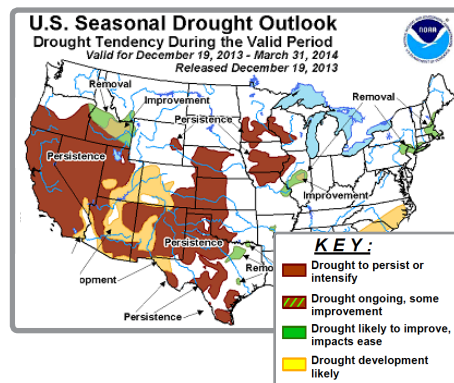 U.S. Seasonal Drought Outlook
Drought Tendency During the Valid Period
Valid for December 19, 2013 - March 31, 2014
Released December 19, 2013
NOAA
Removal
Improvement
Removal
Persistence
Persistence
Improvement
Persistence
Remo
opment
Persistence
KEY:
Drought to persist or
intensify
Drought ongoing, some
improvement
Drought likely to improve,
impacts ease
Drought development
likely